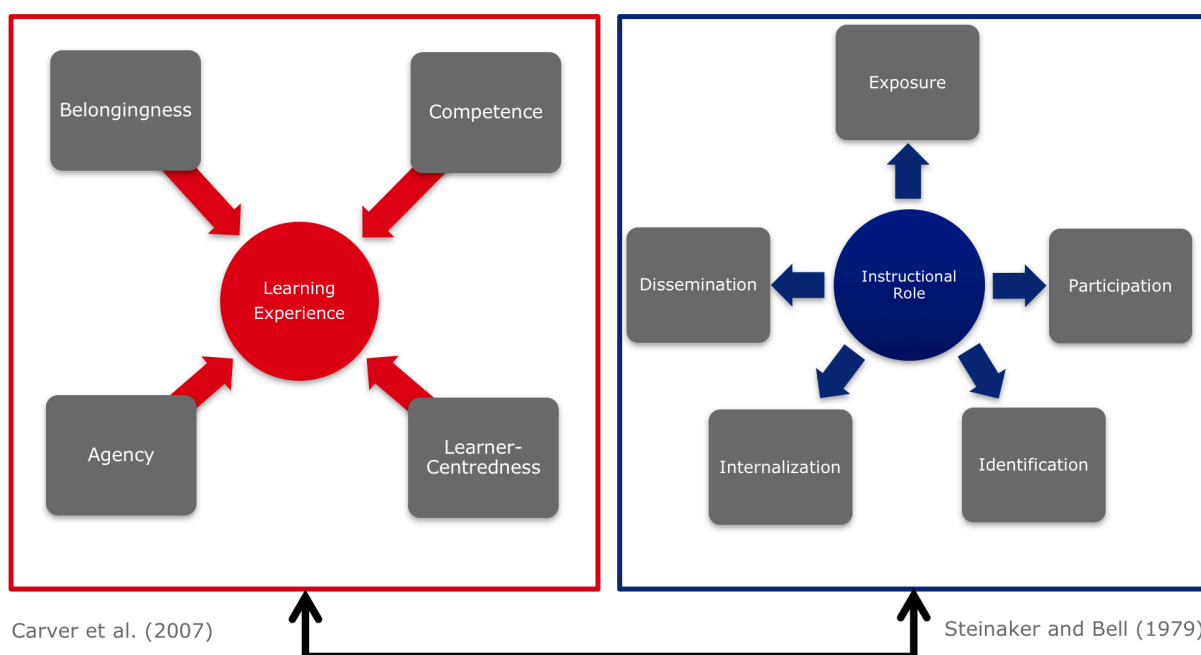 Belongingness
Competence
Learning
Experience
Agency
Learner-
Centredness
Exposure
Dissemination
Instructional
Role
Participation
Internalization
Identification
Carver et al. (2007)
Steinaker and Bell (1979)